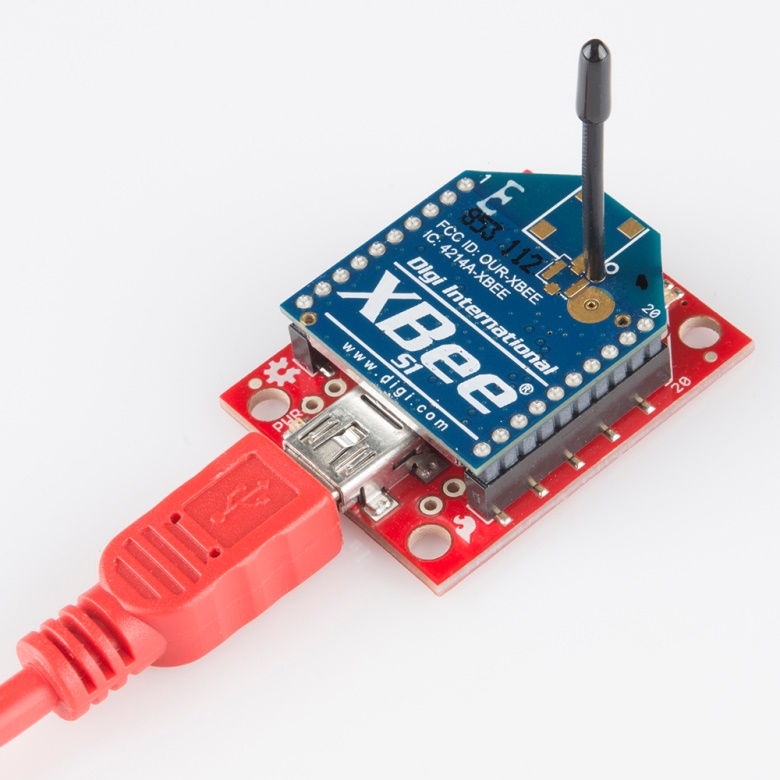 1
E
953 112
FCC ID: OUR-XBEE
IC: 4214A-XBEE
20
Digi International
XBee®
S1
www.digi.com
20
PWR